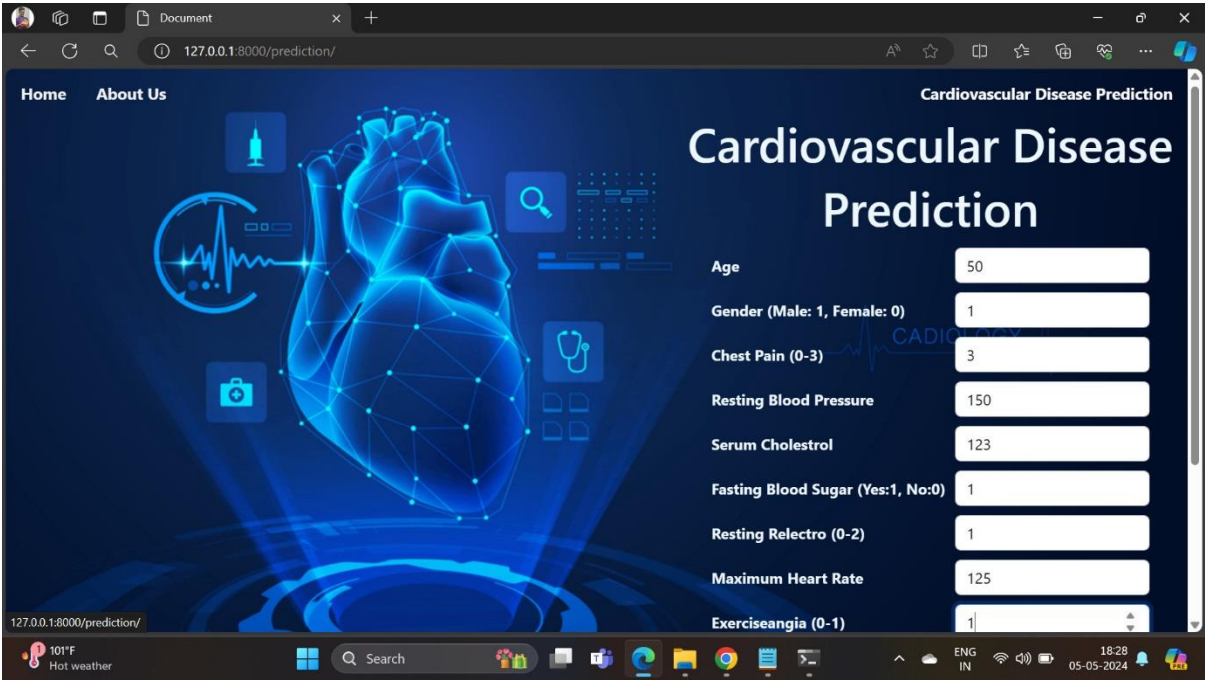 Document
127.0.0.1:8000/prediction/
Home About Us Cardiovascular Disease Prediction
Cardiovascular Disease
Prediction
Age 50
Gender (Male: 1, Female: 0) 1
CADIOLOGY
Chest Pain (0-3) 3
Resting Blood Pressure 150
Serum Cholestrol 123
Fasting Blood Sugar (Yes:1, No:0) 1
Resting Relectro (0-2) 1
Maximum Heart Rate 125
Exerciseangia (0-1) 1
127.0.0.1:8000/prediction/
1
101°F
Hot weather
Search
ENG
IN
18:28
05-05-2024
PRE